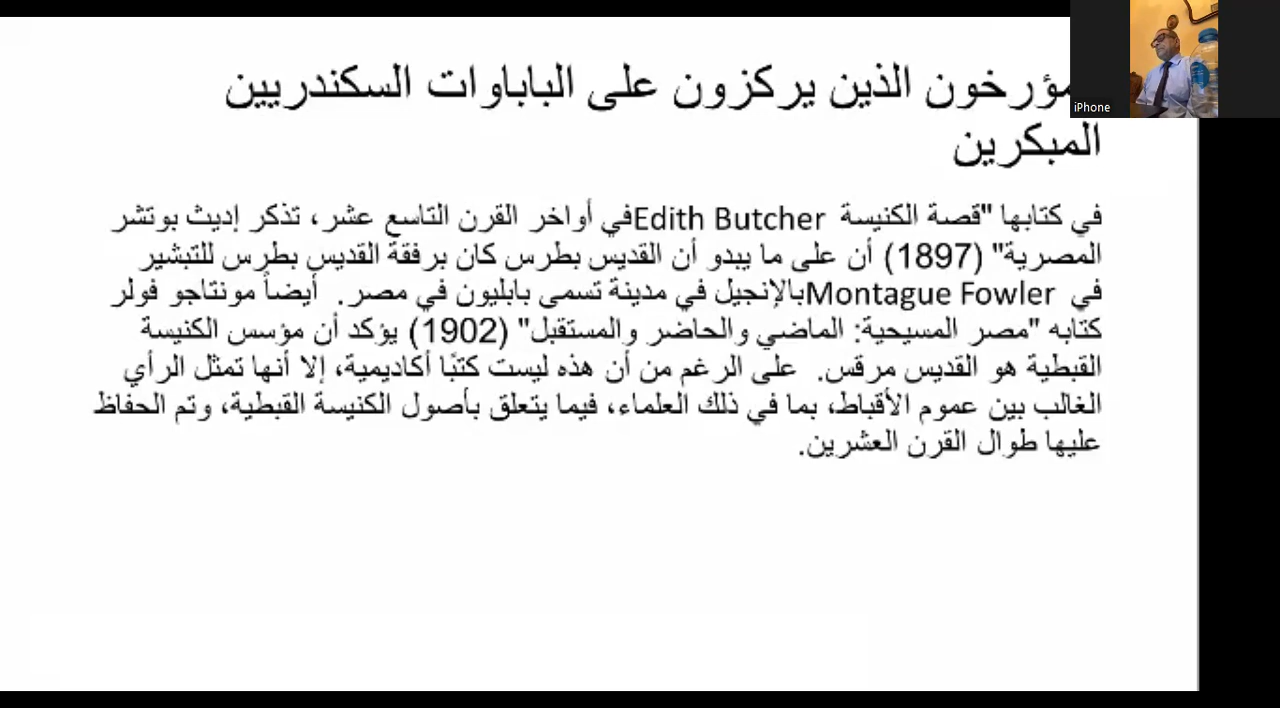 مؤرخون الذين يركزون على الباباوات السكندريين
المبكرين
في كتابها "قصة الكنيسة Edith Butcherفي أواخر القرن التاسع عشر، تذكر إديث بوتشر
المصرية" (1897) أن على ما يبدو أن القديس بطرس كان برفقة القديس بطرس للتبشير
في Montague Fowlerبالإنجيل في مدينة تسمى بابليون في مصر. أيضاً مونتاجو فولر
كتابه "مصر المسيحية: الماضي والحاضر والمستقبل" (1902) يؤكد أن مؤسس الكنيسة
القبطية هو القديس مرقس. على الرغم من أن هذه ليست كتبًا أكاديمية، إلا أنها تمثل الرأي
الغالب بين عموم الأقباط، بما في ذلك العلماء، فيما يتعلق بأصول الكنيسة القبطية، وتم الحفاظ
عليها طوال القرن العشرين.
iPhone